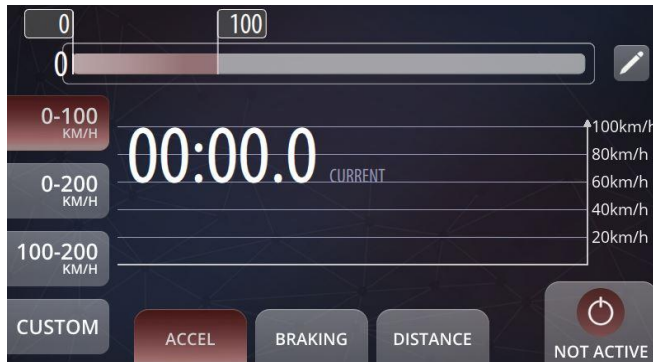 0 100
0
0-100
KM/H
00:00.0 CURRENT
100km/h
80km/h
0-200
KM/H
60km/h
40km/h
20km/h
100-200
KM/H
CUSTOM
ACCEL BRAKING DISTANCE
NOT ACTIVE